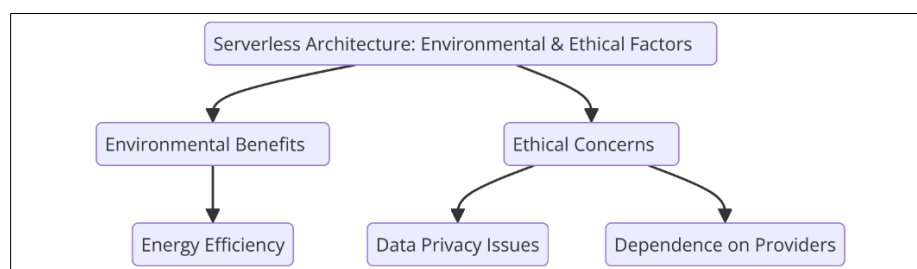 Serverless Architecture: Environmental & Ethical Factors
Environmental Benefits
Ethical Concerns
Energy Efficiency
Data Privacy Issues
Dependence on Providers